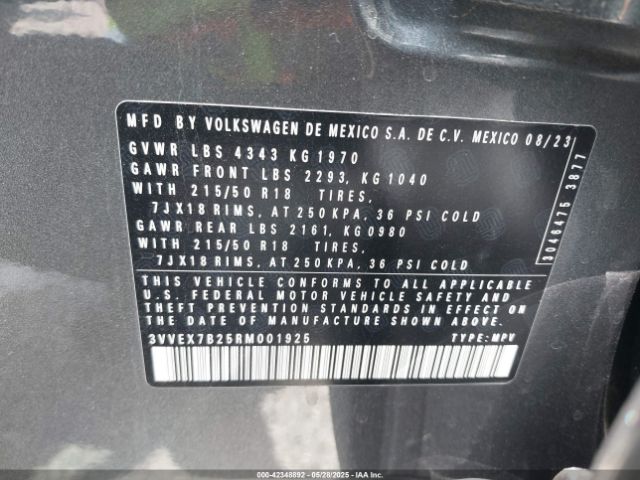 MFD BY VOLKSWAGEN DE MEXICO S.A. DE C.V. MEXICO 08/23
GVWR LBS 4343 KG 1970
GAWR FRONT LBS 2293, KG 1040
WITH 215/50 R18 TIRES,
7JX18 RIMS, AT 250 KPA, 36 PSI COLD
GAWR REAR LBS 2161, KG 0980
WITH 215/50 R18 TIRES,
7JX18 RIMS, AT 250 KPA, 36 PSI COLD
THIS VEHICLE CONFORMS TO ALL APPLICABLE
U.S. FEDERAL MOTOR VEHICLE SAFETY AND
THEFT PREVENTION STANDARDS IN EFFECT ON
THE DATE OF MANUFACTURE SHOWN ABOVE.
3VVEX7B25RM001925 TYPE: MPV
3046475 3877
000-42348892 - 05/28/2025 - IAA, Inc.